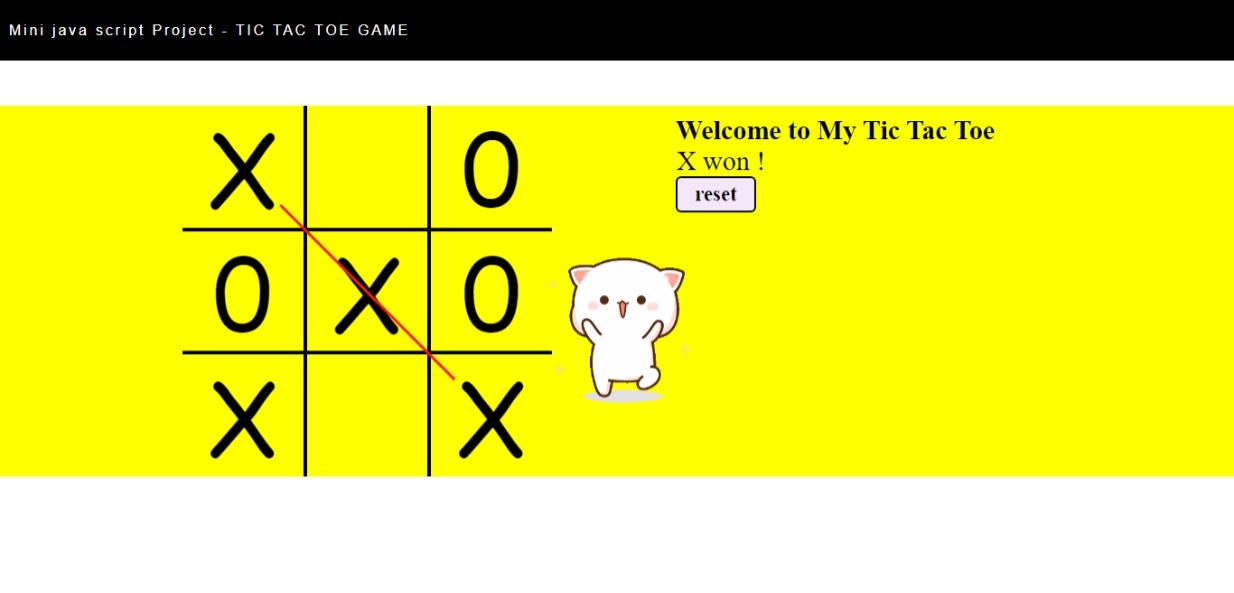 Mini java script Project - TIC TAC TOE GAME
Welcome to My Tic Tac Toe
X won !
reset
X 0
0 X 0
X X